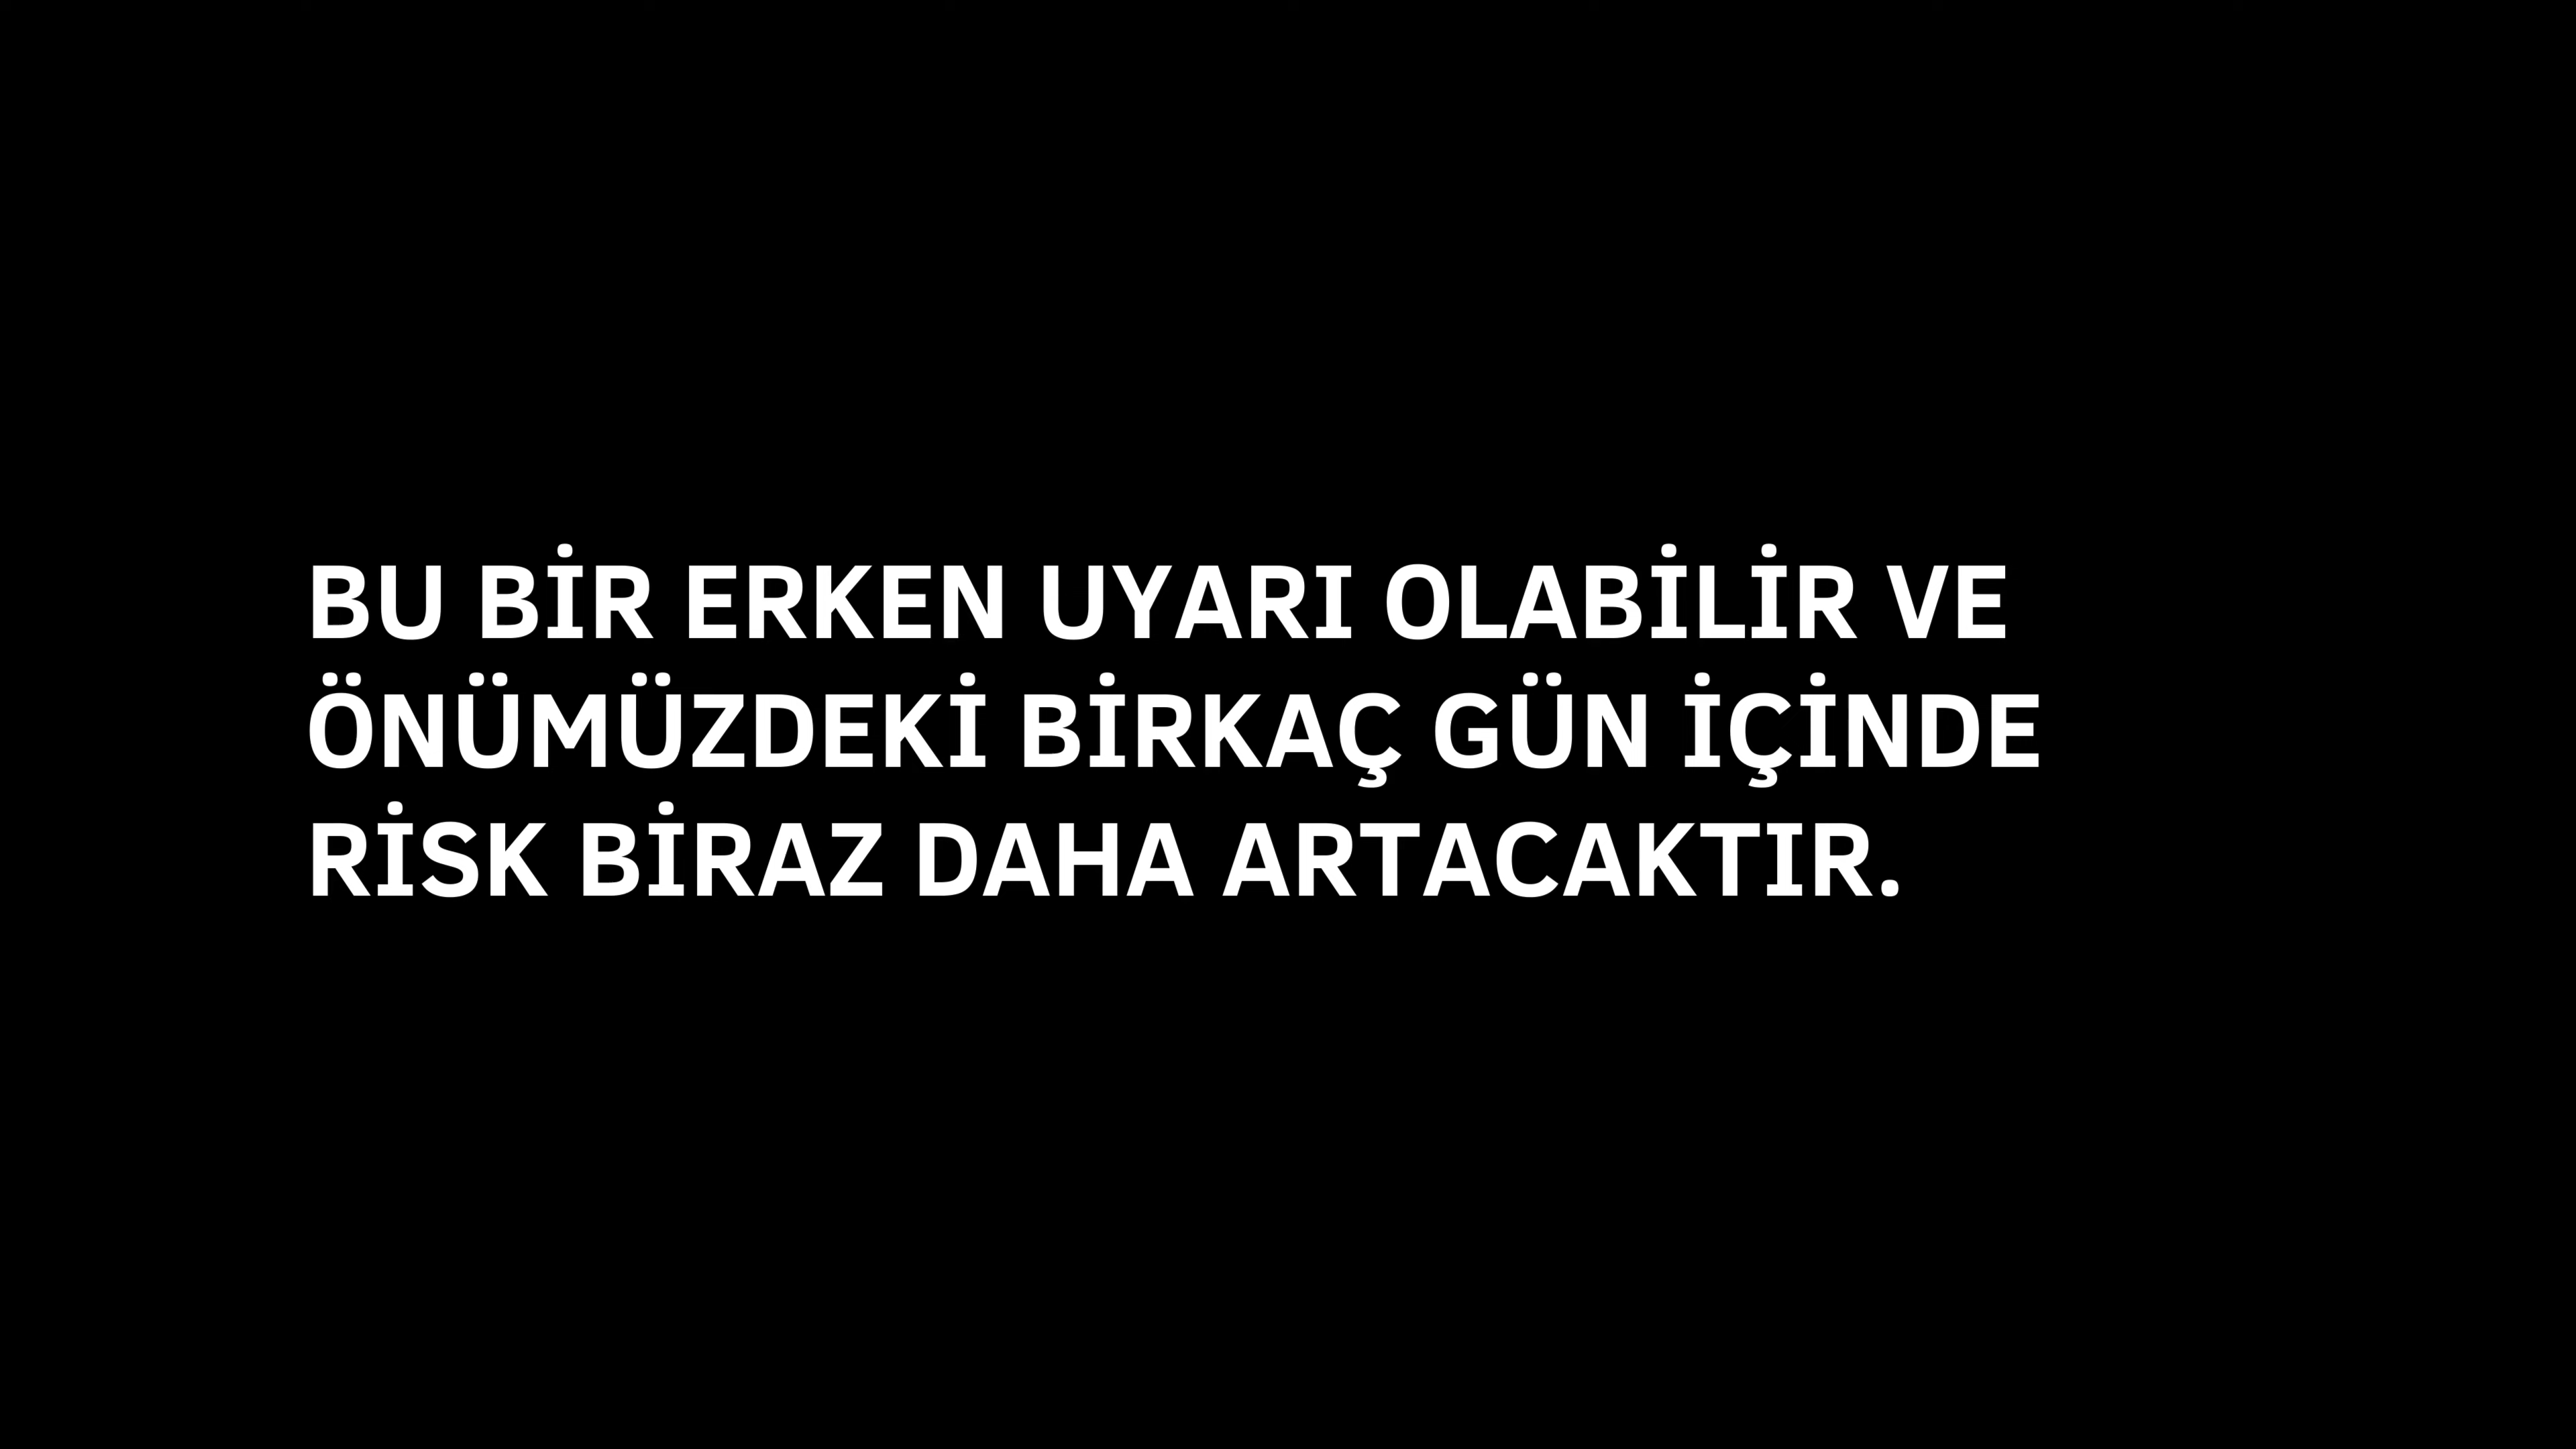 BU BİR ERKEN UYARI OLABİLİR VE
ÖNÜMÜZDEKİ BİRKAÇ GÜN İÇİNDE
RİSK BİRAZ DAHA ARTACAKTIR.